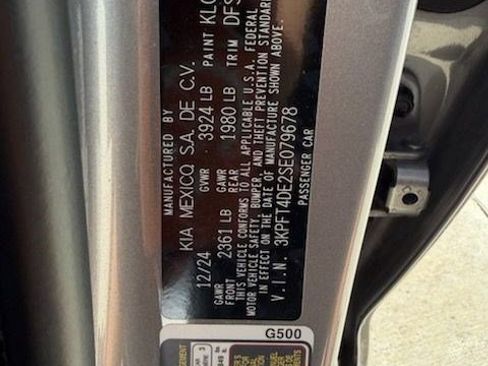 MANUFACTURED BY
KIA MEXICO S.A. DE C.V.
12/24 GVWR 3924 LB PAINT KLG
GAWR FRONT 2361 LB GAWR REAR 1980 LB TRIM DFS
THIS VEHICLE CONFORMS TO ALL APPLICABLE U.S.A. FEDERAL
MOTOR VEHICLE SAFETY, BUMPER, AND THEFT PREVENTION STANDARDS
IN EFFECT ON THE DATE OF MANUFACTURE SHOWN ABOVE.
V.I.N. 3KPFT4DE2SE079678
PASSENGER CAR
G500